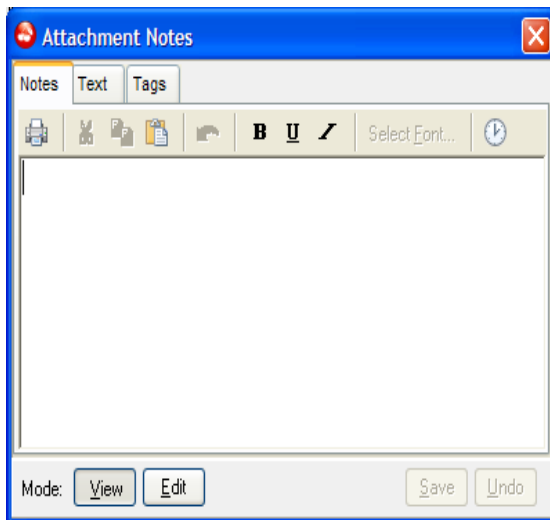 Attachment Notes
Notes Text Tags
B U I Select Font...
Mode: View Edit Save Undo